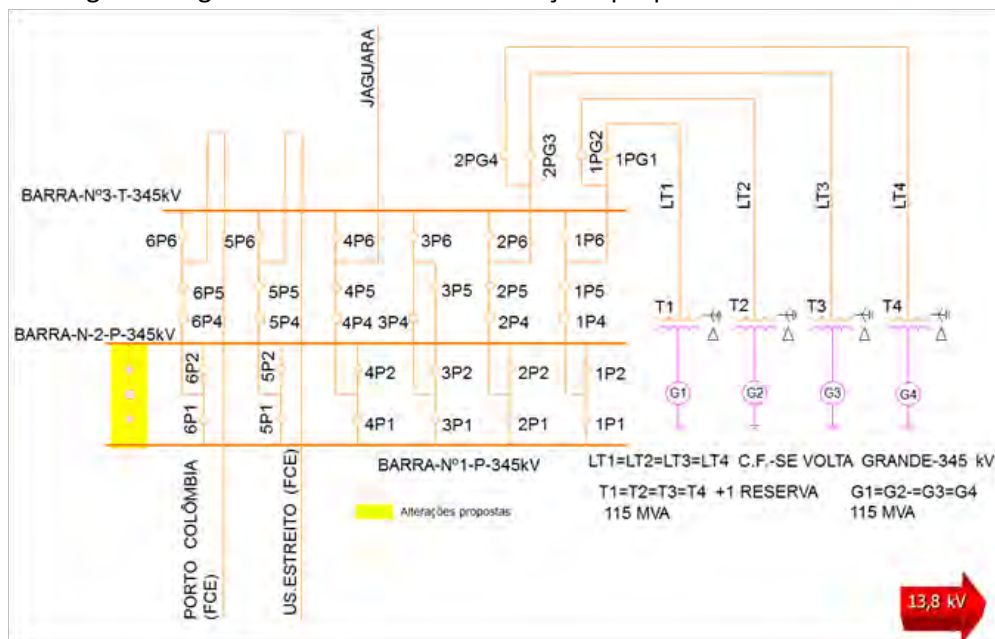 JAGUARA
2PG4
2PG3
1PG2
1PG1
BARRA-Nº3-T-345kV
LT1
LT2
LT3
LT4
6P6
5P6
4P6
3P6
2P6
1P6
6P5
5P5
4P5
3P5
2P5
1P5
6P4
5P4
4P4
3P4
2P4
1P4
T1
T2
T3
T4
BARRA-N-2-P-345kV
6P2
5P2
4P2
3P2
2P2
1P2
G1
G2
G3
G4
6P1
5P1
4P1
3P1
2P1
1P1
BARRA-Nº1-P-345kV
LT1=LT2=LT3=LT4 C.F.-SE VOLTA GRANDE-345 kV
T1=T2=T3=T4 +1 RESERVA
115 MVA
G1=G2-=G3=G4
115 MVA
Alterações propostas
PORTO COLÔMBIA
(FCE)
US.ESTREITO (FCE)
13,8 kV